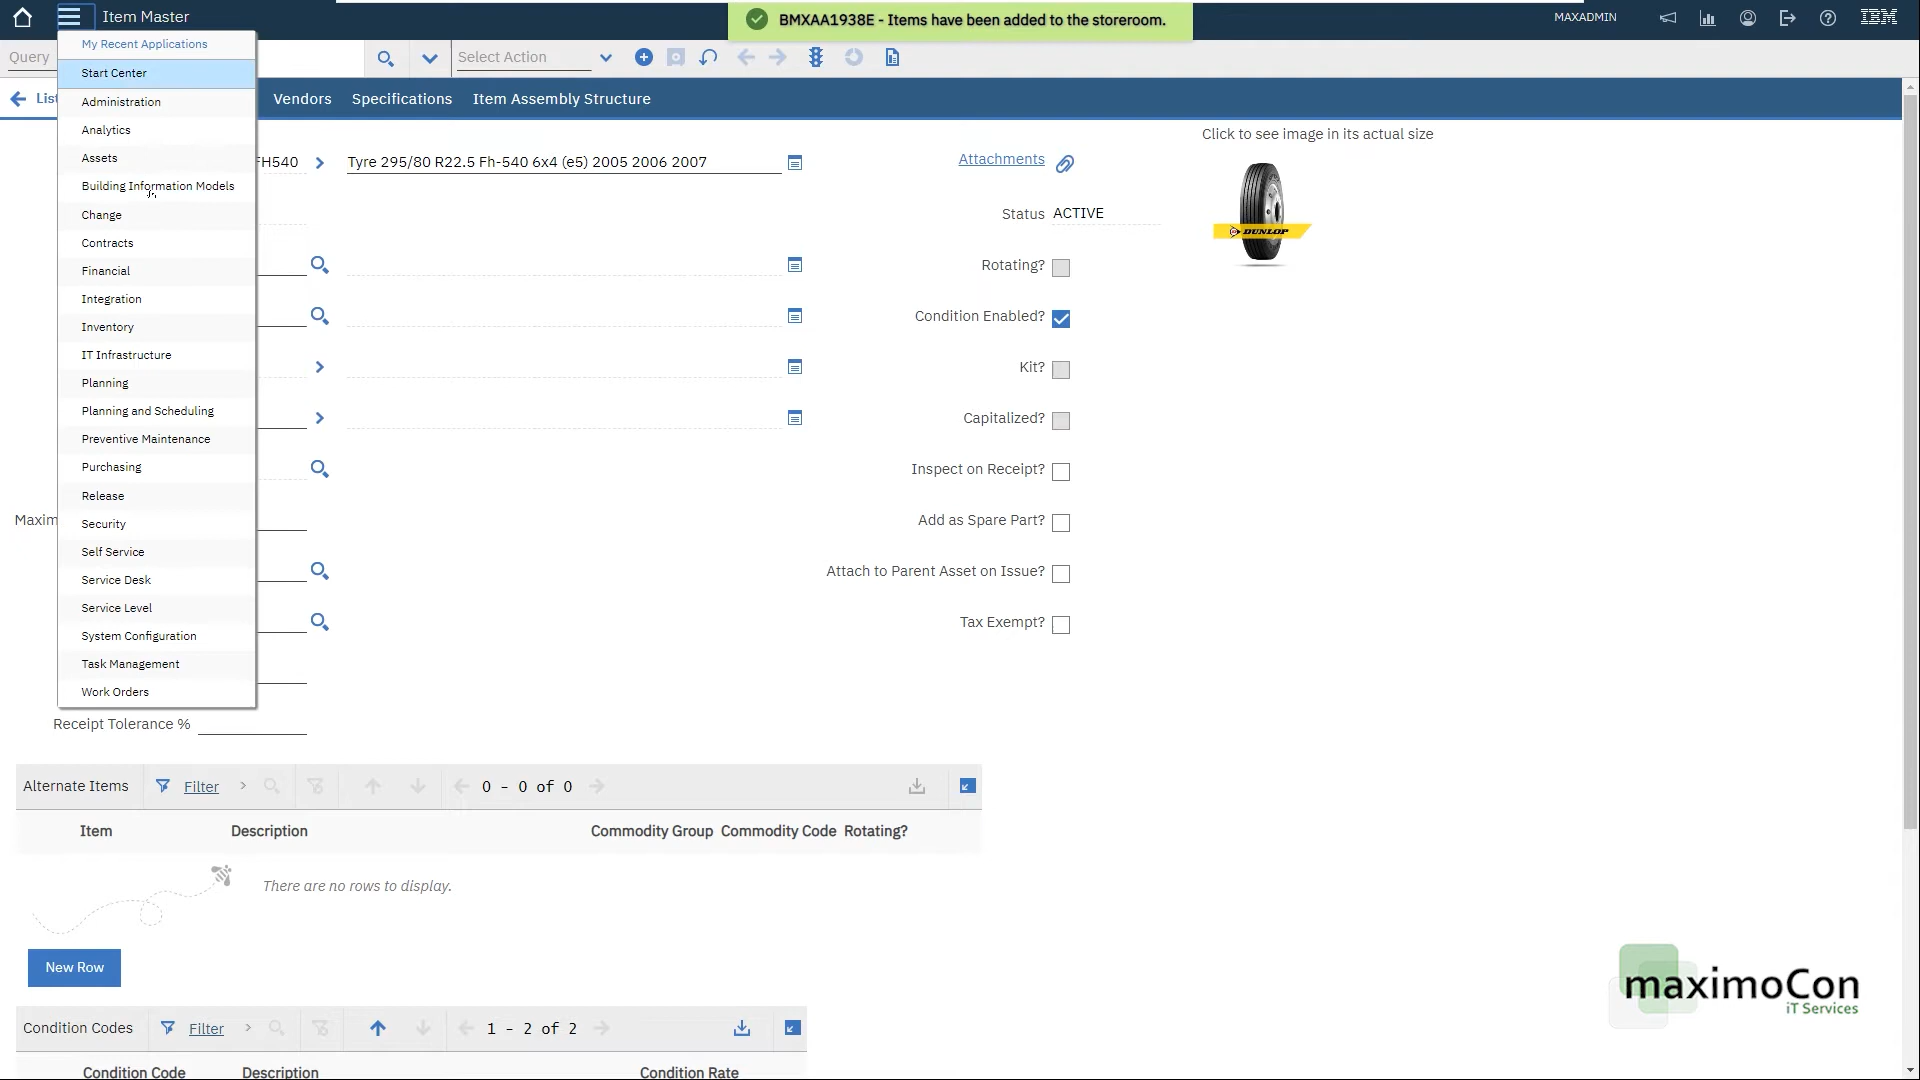 Item Master
BMXAA1938E - Items have been added to the storeroom.
MAXADMIN
IBM
My Recent Applications
Query
Select Action
Start Center
List
Vendors
Specifications
Item Assembly Structure
Administration
Analytics
Assets
Building Information Models
Change
Contracts
Financial
Integration
Inventory
IT Infrastructure
Planning
Planning and Scheduling
Preventive Maintenance
Purchasing
Release
Security
Self Service
Service Desk
Service Level
System Configuration
Task Management
Work Orders
FH540
Tyre 295/80 R22.5 Fh-540 6x4 (e5) 2005 2006 2007
Attachments
Click to see image in its actual size
DUNLOP
Status ACTIVE
Rotating?
Condition Enabled?
Kit?
Capitalized?
Inspect on Receipt?
Maxim
Add as Spare Part?
Attach to Parent Asset on Issue?
Tax Exempt?
Receipt Tolerance %
Alternate Items
Filter
0 - 0 of 0
Item
Description
Commodity Group
Commodity Code
Rotating?
There are no rows to display.
New Row
Condition Codes
Filter
1 - 2 of 2
Condition Code
Description
Condition Rate
maximoCon
iT Services